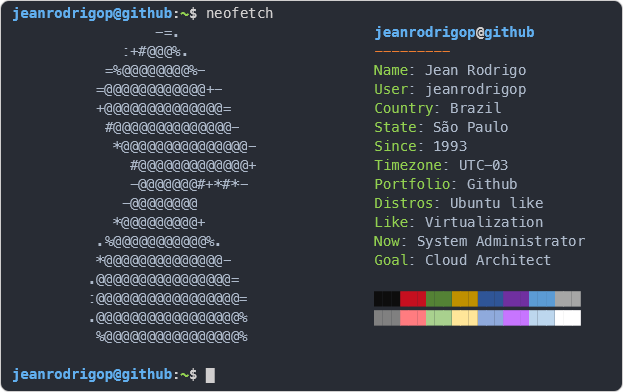 jeanrodrigop@github:~$ neofetch
jeanrodrigop@github
---------
Name: Jean Rodrigo
User: jeanrodrigop
Country: Brazil
State: São Paulo
Since: 1993
Timezone: UTC-03
Portfolio: Github
Distros: Ubuntu like
Like: Virtualization
Now: System Administrator
Goal: Cloud Architect
jeanrodrigop@github:~$